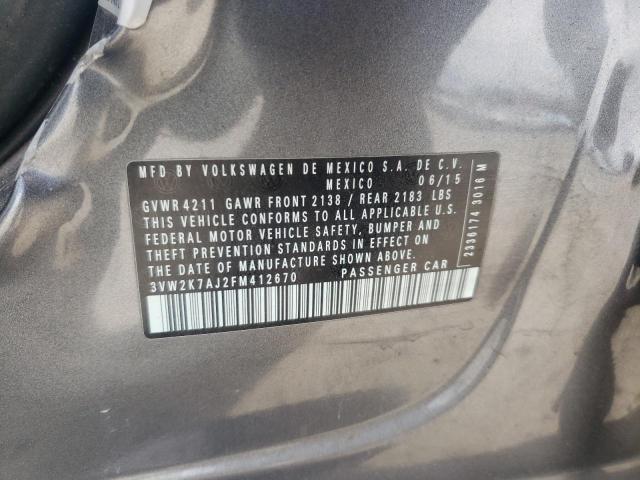 MFD BY VOLKSWAGEN DE MEXICO S.A. DE C.V.
MEXICO 06/15
GVWR 4211 GAWR FRONT 2138 / REAR 2183 LBS
THIS VEHICLE CONFORMS TO ALL APPLICABLE U.S.
FEDERAL MOTOR VEHICLE SAFETY, BUMPER AND
THEFT PREVENTION STANDARDS IN EFFECT ON
THE DATE OF MANUFACTURE SHOWN ABOVE.
3VW2K7AJ2FM412670 PASSENGER CAR
2336174 3016 M